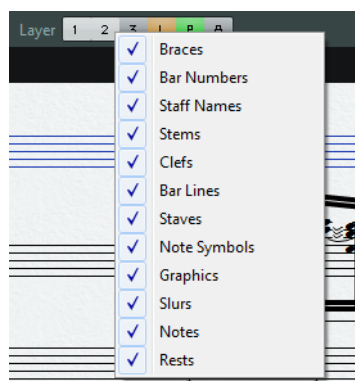 Layer 1 2 3 L P A
Braces
Bar Numbers
Staff Names
Stems
Clefs
Bar Lines
Staves
Note Symbols
Graphics
Slurs
Notes
Rests